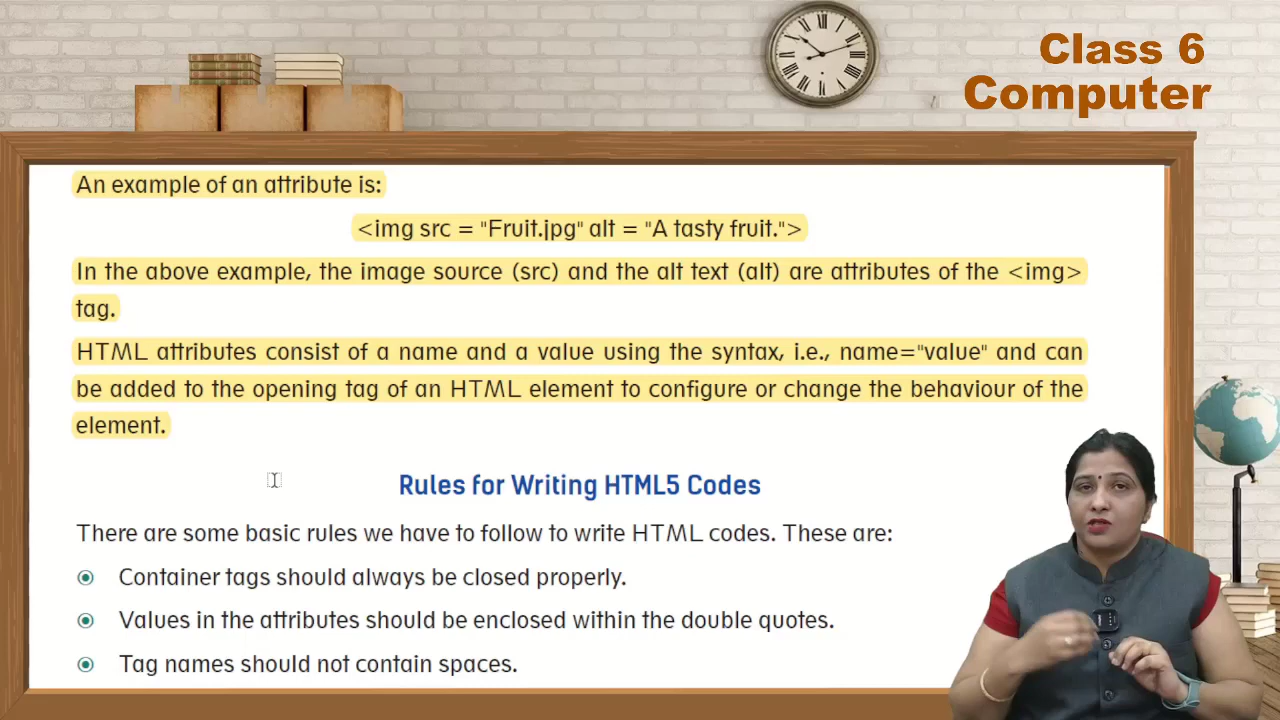 Class 6
Computer
An example of an attribute is:
<img src = "Fruit.jpg" alt = "A tasty fruit.">
In the above example, the image source (src) and the alt text (alt) are attributes of the <img>
tag.
HTML attributes consist of a name and a value using the syntax, i.e., name="value" and can
be added to the opening tag of an HTML element to configure or change the behaviour of the
element.
Rules for Writing HTML5 Codes
There are some basic rules we have to follow to write HTML codes. These are:
Container tags should always be closed properly.
Values in the attributes should be enclosed within the double quotes.
Tag names should not contain spaces.